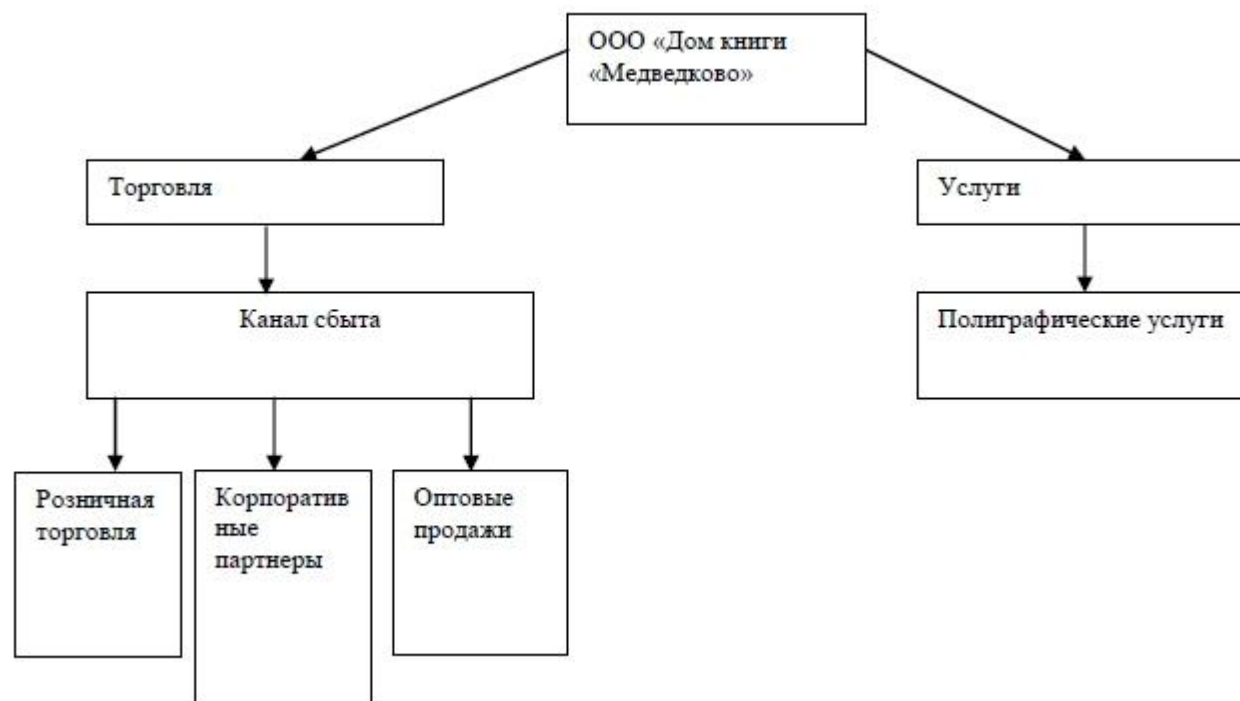 ООО «Дом книги
«Медведково»
Торговля
Услуги
Канал сбыта
Полиграфические услуги
Розничная
торговля
Корпоратив
ные
партнеры
Оптовые
продажи